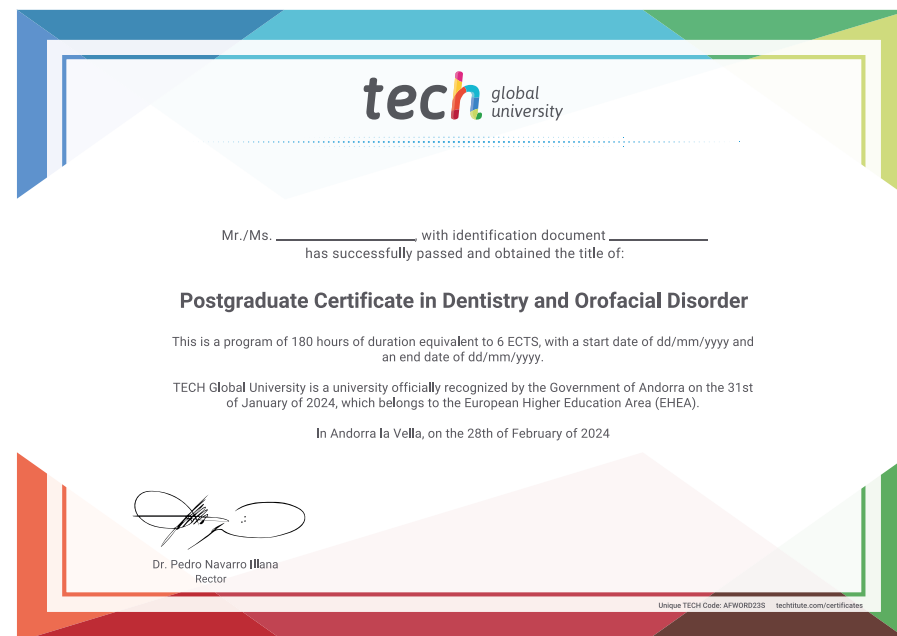 tech global
university
Mr./Ms. ________________, with identification document ____________
has successfully passed and obtained the title of:
Postgraduate Certificate in Dentistry and Orofacial Disorder
This is a program of 180 hours of duration equivalent to 6 ECTS, with a start date of dd/mm/yyyy and
an end date of dd/mm/yyyy.
TECH Global University is a university officially recognized by the Government of Andorra on the 31st
of January of 2024, which belongs to the European Higher Education Area (EHEA).
In Andorra la Vella, on the 28th of February of 2024
Dr. Pedro Navarro Illana
Rector
Unique TECH Code: AFWORD23S techtitute.com/certificates